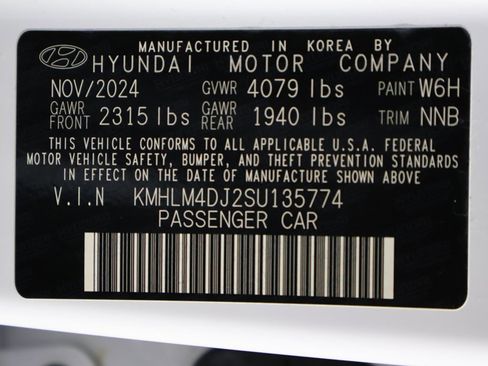 MANUFACTURED IN KOREA BY
HYUNDAI MOTOR COMPANY
NOV/2024 GVWR 4079 lbs PAINT W6H
GAWR FRONT 2315 lbs GAWR REAR 1940 lbs TRIM NNB
THIS VEHICLE CONFORMS TO ALL APPLICABLE U.S.A. FEDERAL
MOTOR VEHICLE SAFETY, BUMPER, AND THEFT PREVENTION STANDARDS
IN EFFECT ON THE DATE OF MANUFACTURE SHOWN ABOVE
V.I.N KMHLM4DJ2SU135774
PASSENGER CAR